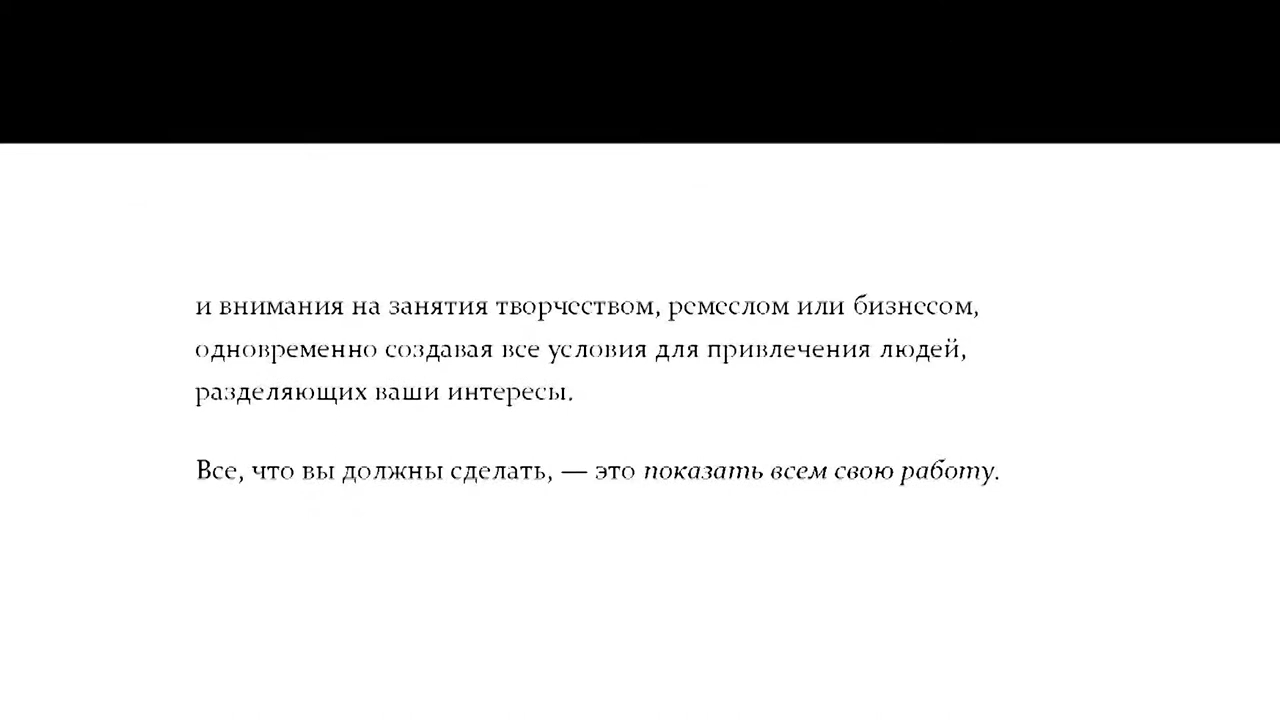 и внимания на занятия творчеством, ремеслом или бизнесом,
одновременно создавая все условия для привлечения людей,
разделяющих ваши интересы.
Все, что вы должны сделать, — это показать всем свою работу.